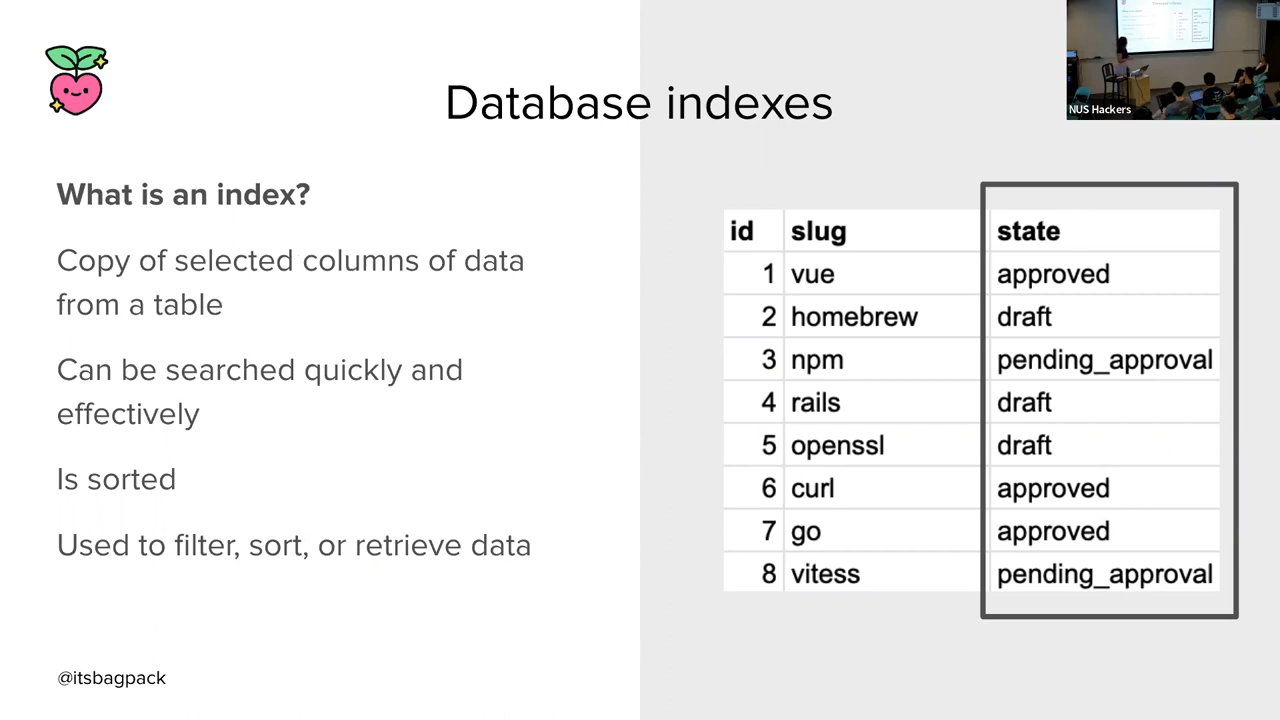 Database indexes
NUS Hackers
What is an index?
Copy of selected columns of data
from a table
Can be searched quickly and
effectively
Is sorted
Used to filter, sort, or retrieve data
id slug state
1 vue approved
2 homebrew draft
3 npm pending_approval
4 rails draft
5 openssl draft
6 curl approved
7 go approved
8 vitess pending_approval
@itsbagpack